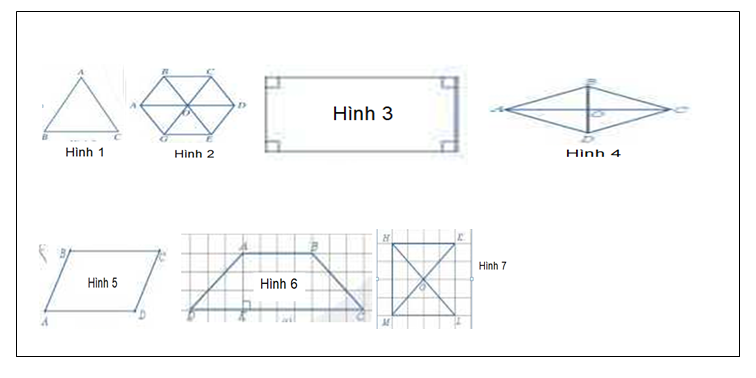 A
B C
Hình 1
B C
A O D
G E
Hình 2
Hình 3
B
A O C
D
Hình 4
B C
Hình 5
A D
A B
Hình 6
D E C
H E
O
M L
Hình 7